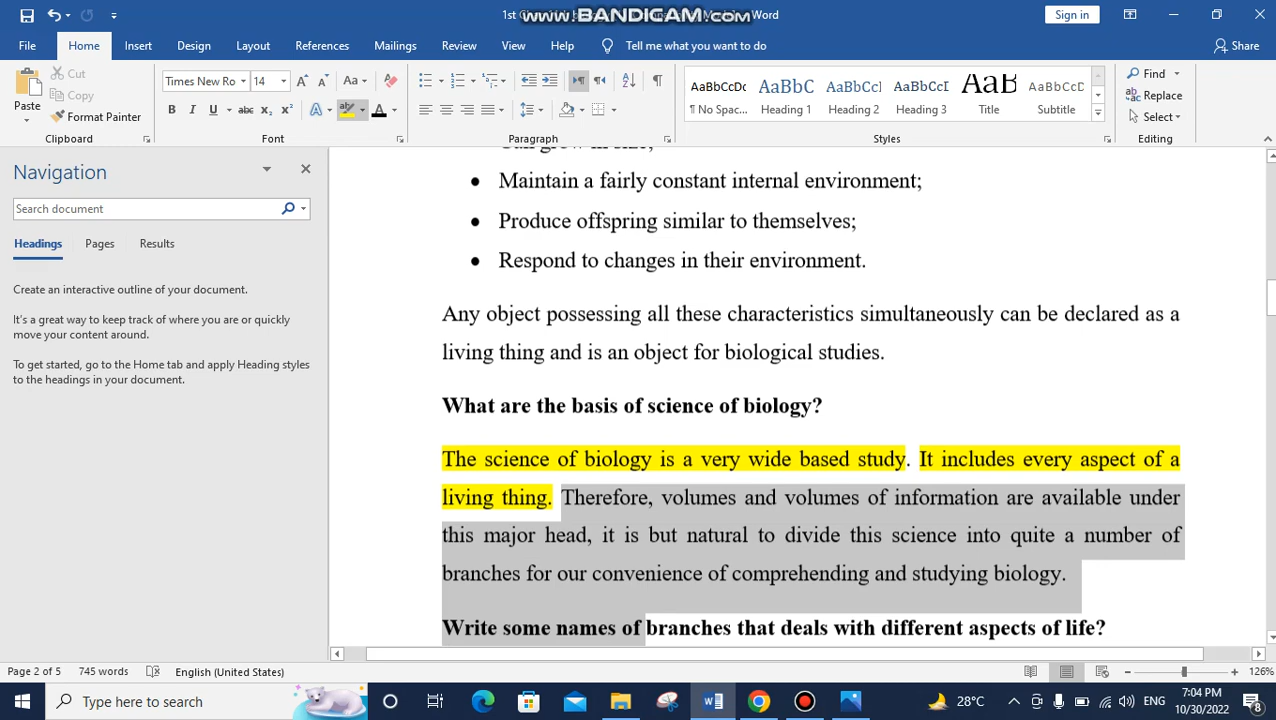 www.BANDICAM.com
1st
Word
Sign in
File
Home
Insert
Design
Layout
References
Mailings
Review
View
Help
Tell me what you want to do
Share
Paste
Cut
Copy
Format Painter
Clipboard
Times New Ro
14
Aa
B I U abc x₂ x²
Font
Paragraph
AaBbCcDc
¶ No Spac...
AaBbC
Heading 1
AaBbCcI
Heading 2
AaBbCcI
Heading 3
AaB
Title
AaBbCcD
Subtitle
Styles
Find
Replace
Select
Editing
Navigation
Search document
Headings
Pages
Results
Create an interactive outline of your document.
It's a great way to keep track of where you are or quickly
move your content around.
To get started, go to the Home tab and apply Heading styles
to the headings in your document.
Can grow in size;
• Maintain a fairly constant internal environment;
• Produce offspring similar to themselves;
• Respond to changes in their environment.
Any object possessing all these characteristics simultaneously can be declared as a
living thing and is an object for biological studies.
What are the basis of science of biology?
The science of biology is a very wide based study. It includes every aspect of a
living thing. Therefore, volumes and volumes of information are available under
this major head, it is but natural to divide this science into quite a number of
branches for our convenience of comprehending and studying biology.
Write some names of branches that deals with different aspects of life?
Page 2 of 5
745 words
English (United States)
126%
Type here to search
28°C
ENG
7:04 PM
10/30/2022
8